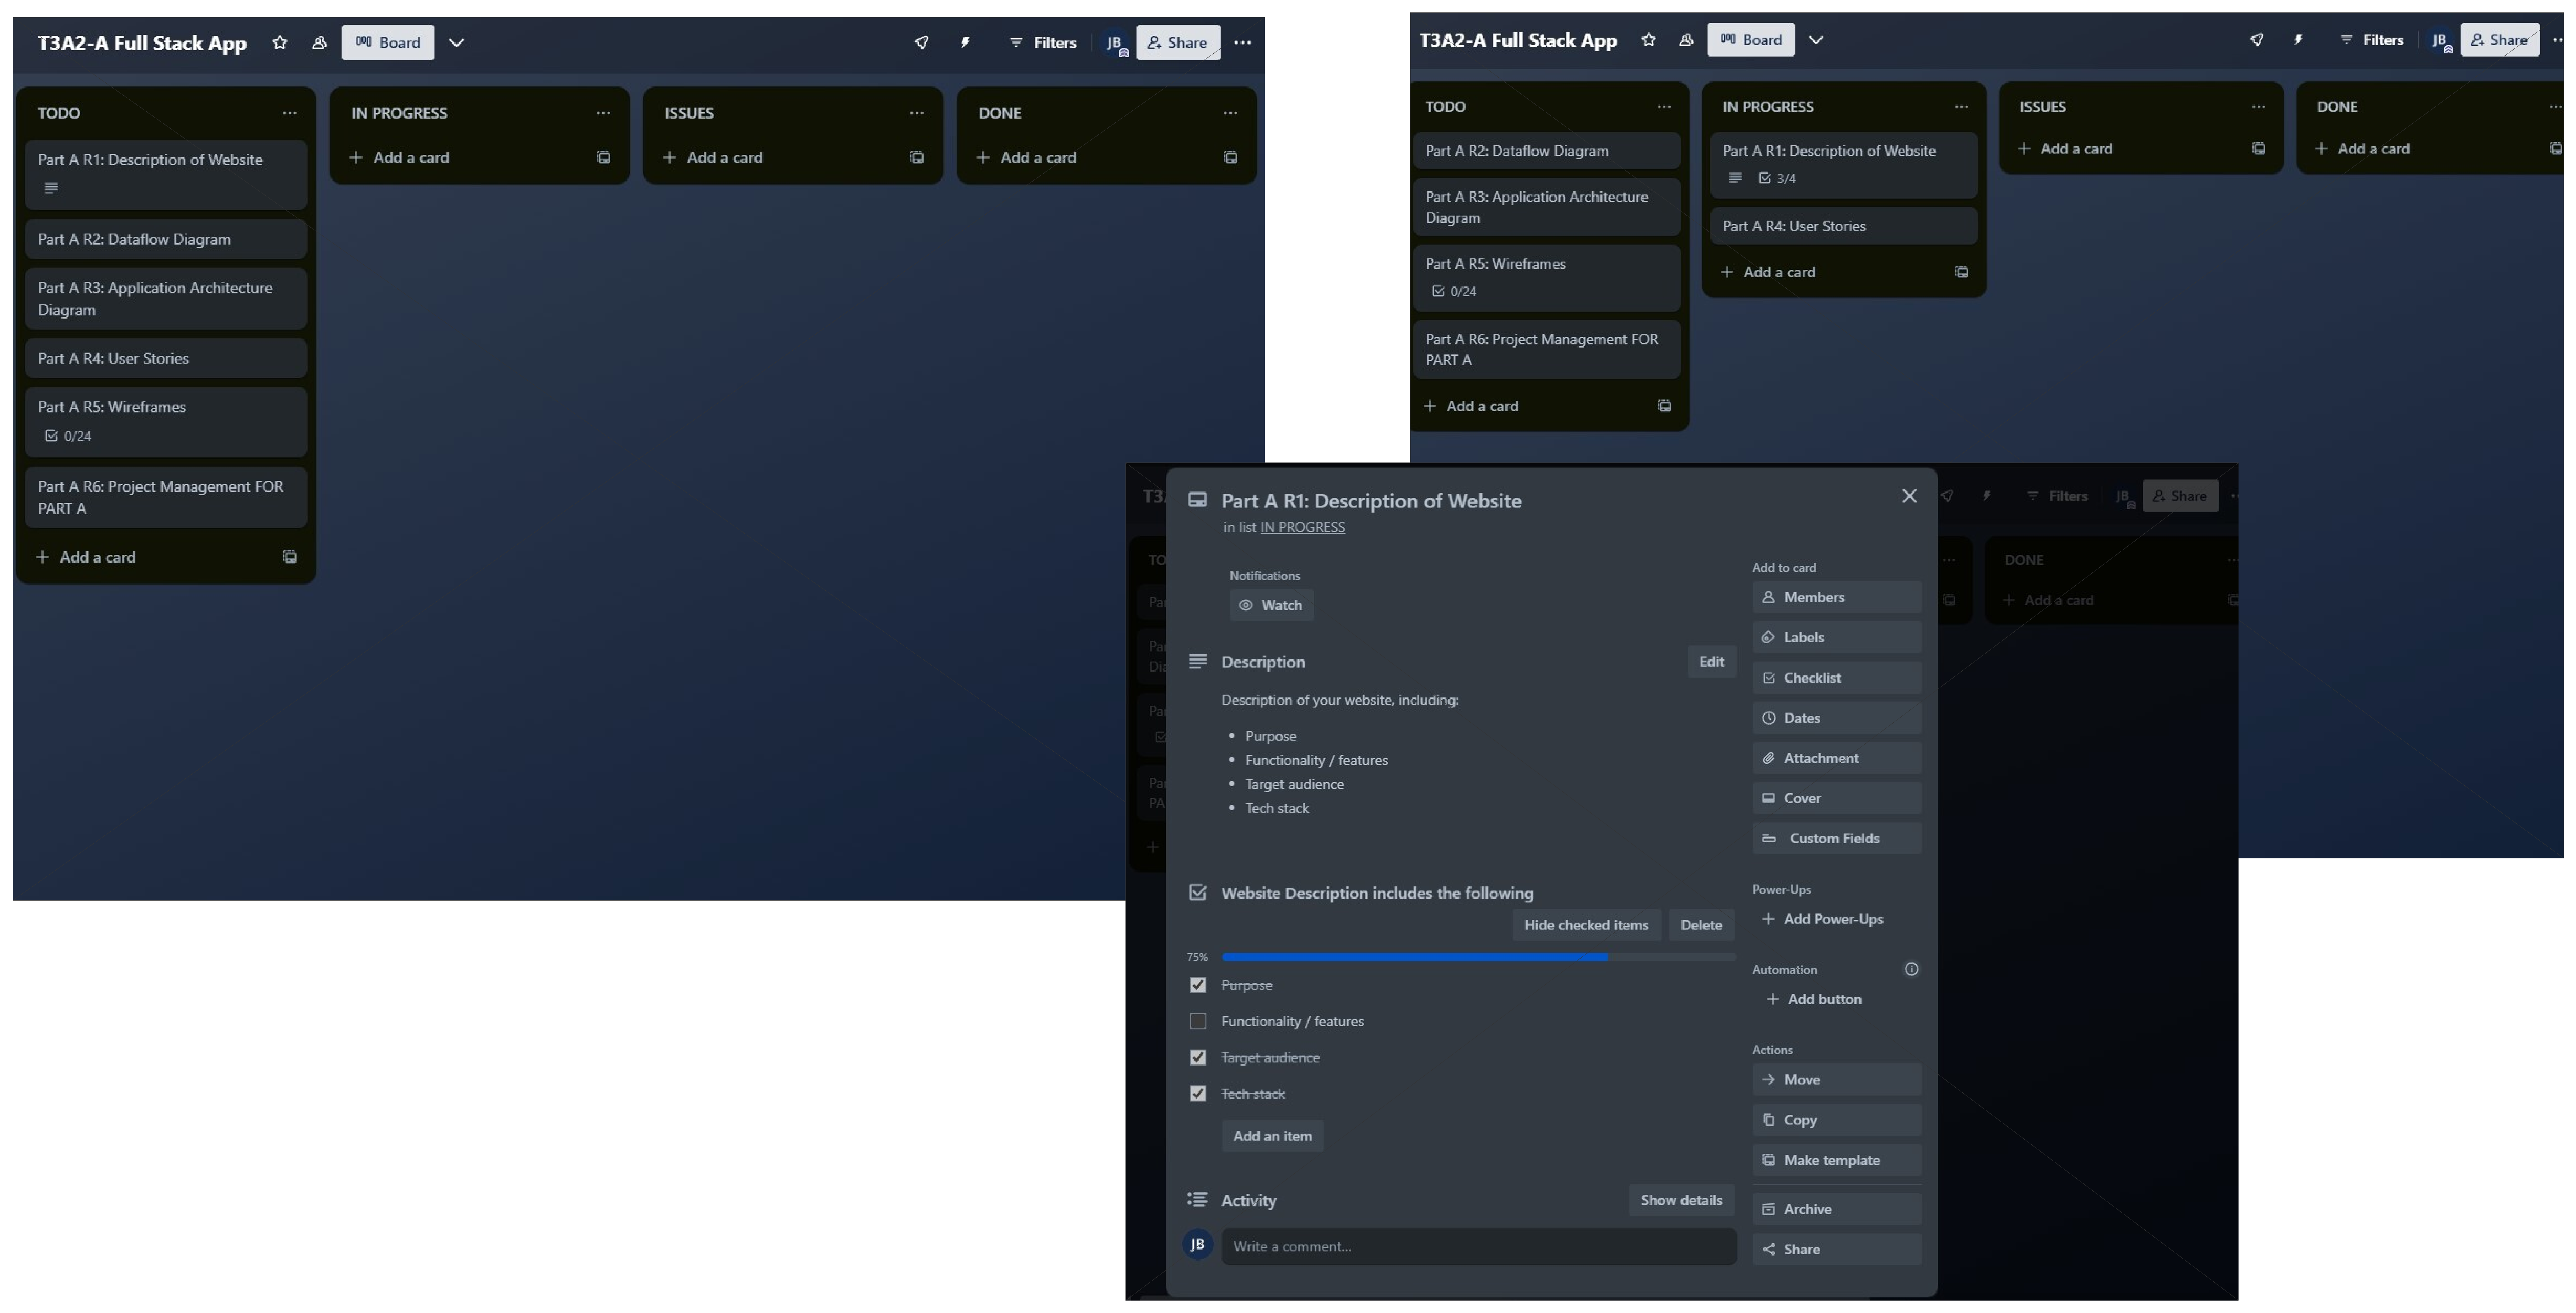 T3A2-A Full Stack App
Board
Filters
JB
Share
TODO
Part A R1: Description of Website
Part A R2: Dataflow Diagram
Part A R3: Application Architecture
Diagram
Part A R4: User Stories
Part A R5: Wireframes
0/24
Part A R6: Project Management FOR
PART A
+ Add a card
IN PROGRESS
+ Add a card
ISSUES
+ Add a card
DONE
+ Add a card
T3A2-A Full Stack App
Board
Filters
JB
Share
TODO
Part A R2: Dataflow Diagram
Part A R3: Application Architecture
Diagram
Part A R5: Wireframes
0/24
Part A R6: Project Management FOR
PART A
+ Add a card
IN PROGRESS
Part A R1: Description of Website
3/4
Part A R4: User Stories
+ Add a card
ISSUES
+ Add a card
DONE
+ Add a card
Part A R1: Description of Website
in list IN PROGRESS
Notifications
Watch
Description
Edit
Description of your website, including:
• Purpose
• Functionality / features
• Target audience
• Tech stack
Website Description includes the following
Hide checked items
Delete
75%
Purpose
Functionality / features
Target audience
Tech stack
Add an item
Activity
Show details
JB
Write a comment...
Add to card
Members
Labels
Checklist
Dates
Attachment
Cover
Custom Fields
Power-Ups
+ Add Power-Ups
Automation
+ Add button
Actions
Move
Copy
Make template
Archive
Share
Filters
JB
Share
DONE
+ Add a card